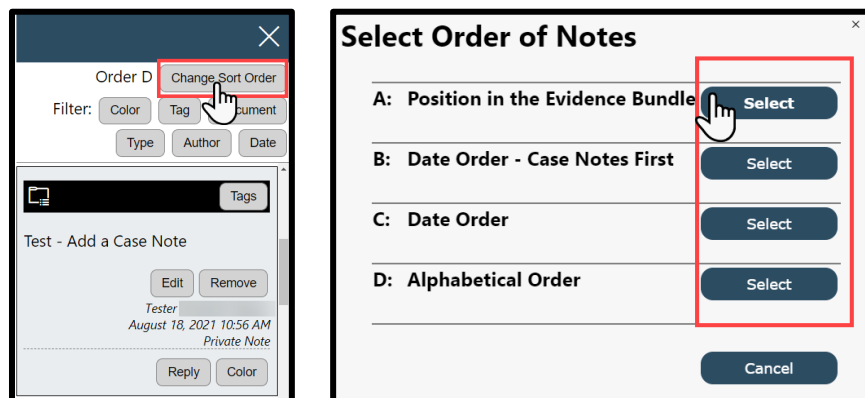 Order D Change Sort Order
Filter: Color Tag
Type Author Date
Tags
Test - Add a Case Note
Edit Remove
Tester
August 18, 2021 10:56 AM
Private Note
Reply Color
Select Order of Notes
×
A: Position in the Evidence Bundle Select
B: Date Order - Case Notes First Select
C: Date Order Select
D: Alphabetical Order Select
Cancel